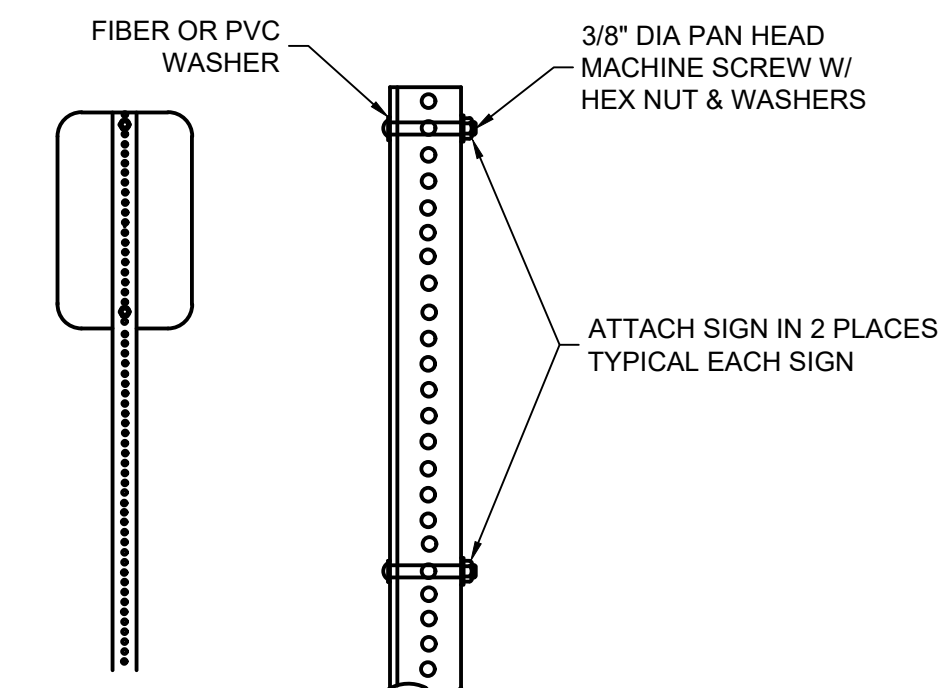 FIBER OR PVC
WASHER
3/8" DIA PAN HEAD
MACHINE SCREW W/
HEX NUT & WASHERS
ATTACH SIGN IN 2 PLACES
TYPICAL EACH SIGN